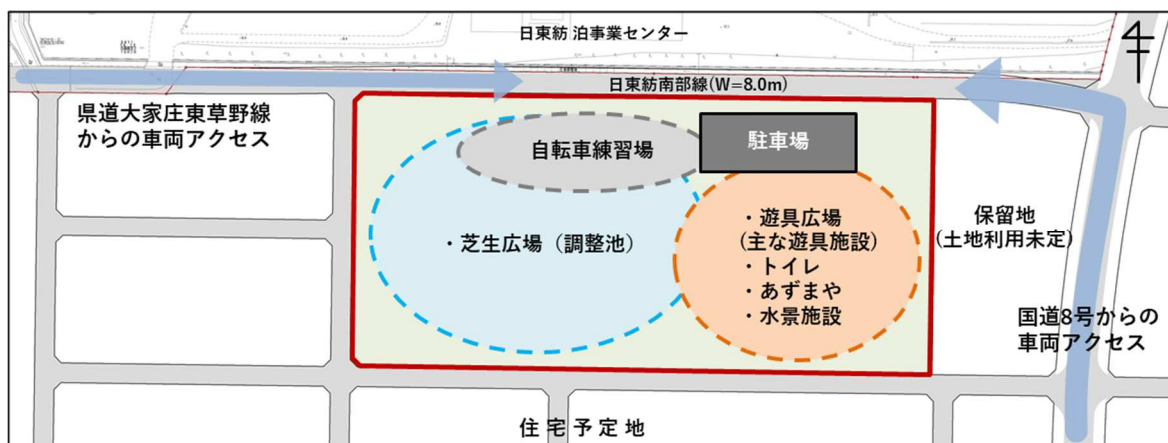 日東紡 泊事業センター
日東紡南部線(W=8.0m)
県道大家庄東草野線
からの車両アクセス
自転車練習場
駐車場
・芝生広場（調整池）
・遊具広場
(主な遊具施設)
・トイレ
・あずまや
・水景施設
保留地
(土地利用未定)
国道8号からの
車両アクセス
住宅予定地